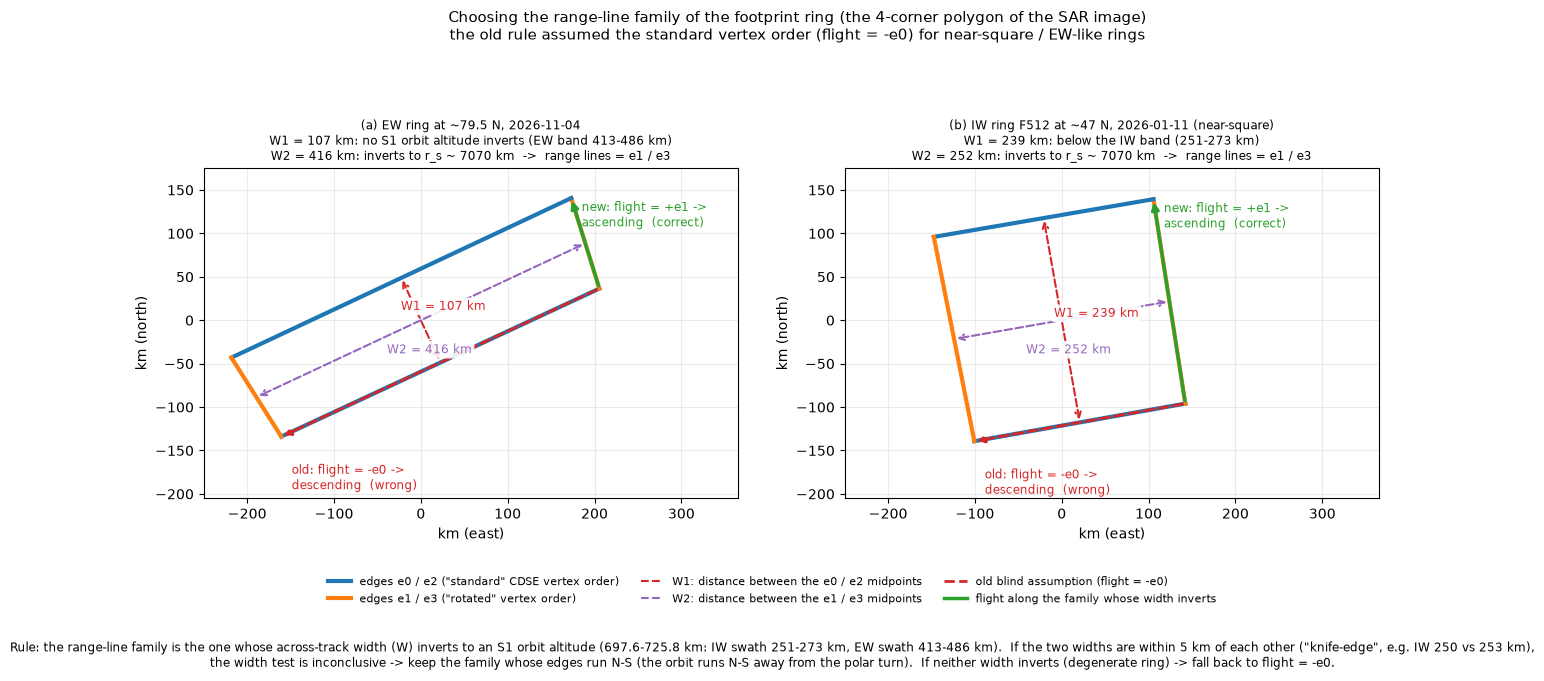 Choosing the range-line family of the footprint ring (the 4-corner polygon of the SAR image)
the old rule assumed the standard vertex order (flight = -e0) for near-square / EW-like rings
(a) EW ring at ~79.5 N, 2026-11-04
W1 = 107 km: no S1 orbit altitude inverts (EW band 413-486 km)
W2 = 416 km: inverts to r_s ~ 7070 km  ->  range lines = e1 / e3
150
100
50
0
−50
−100
−150
−200
km (north)
new: flight = +e1 ->
ascending  (correct)
W1 = 107 km
W2 = 416 km
old: flight = -e0 ->
descending  (wrong)
−200
−100
0
100
200
300
km (east)
(b) IW ring F512 at ~47 N, 2026-01-11 (near-square)
W1 = 239 km: below the IW band (251-273 km)
W2 = 252 km: inverts to r_s ~ 7070 km  ->  range lines = e1 / e3
150
100
50
0
−50
−100
−150
−200
km (north)
new: flight = +e1 ->
ascending  (correct)
W1 = 239 km
W2 = 252 km
old: flight = -e0 ->
descending  (wrong)
−200
−100
0
100
200
300
km (east)
edges e0 / e2 ("standard" CDSE vertex order)
edges e1 / e3 ("rotated" vertex order)
W1: distance between the e0 / e2 midpoints
W2: distance between the e1 / e3 midpoints
old blind assumption (flight = -e0)
flight along the family whose width inverts
Rule: the range-line family is the one whose across-track width (W) inverts to an S1 orbit altitude (697.6-725.8 km: IW swath 251-273 km, EW swath 413-486 km).  If the two widths are within 5 km of each other ("knife-edge", e.g. IW 250 vs 253 km),
the width test is inconclusive -> keep the family whose edges run N-S (the orbit runs N-S away from the polar turn).  If neither width inverts (degenerate ring) -> fall back to flight = -e0.